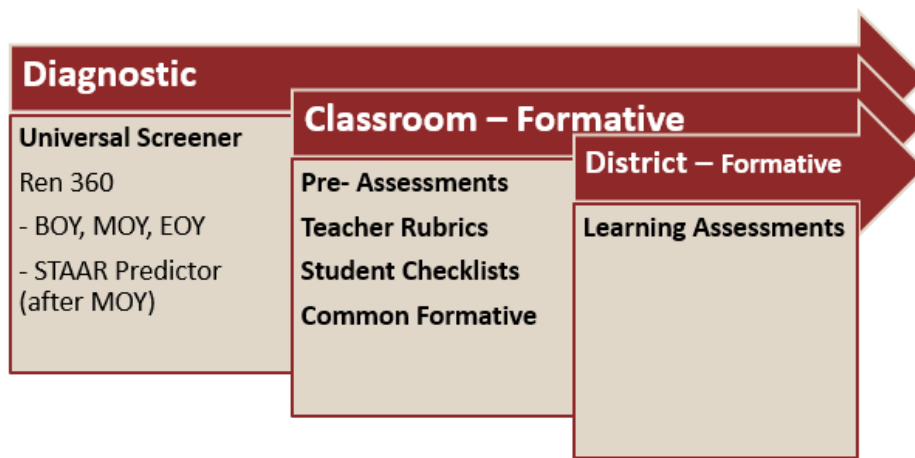 Diagnostic
Universal Screener
Ren 360
- BOY, MOY, EOY
- STAAR Predictor
(after MOY)
Classroom – Formative
Pre- Assessments
Teacher Rubrics
Student Checklists
Common Formative
District – Formative
Learning Assessments